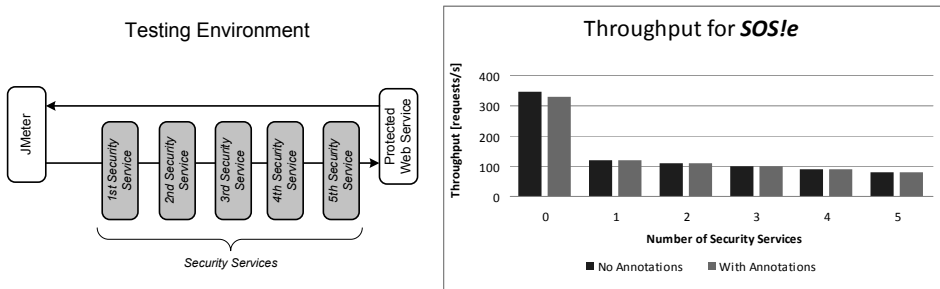 Testing Environment
JMeter
1st Security
Service
2nd Security
Service
3rd Security
Service
4th Security
Service
5th Security
Service
Protected
Web Service
Security Services
Throughput for SOS!e
Throughput [requests/s]
400
300
200
100
0
0 1 2 3 4 5
Number of Security Services
No Annotations With Annotations